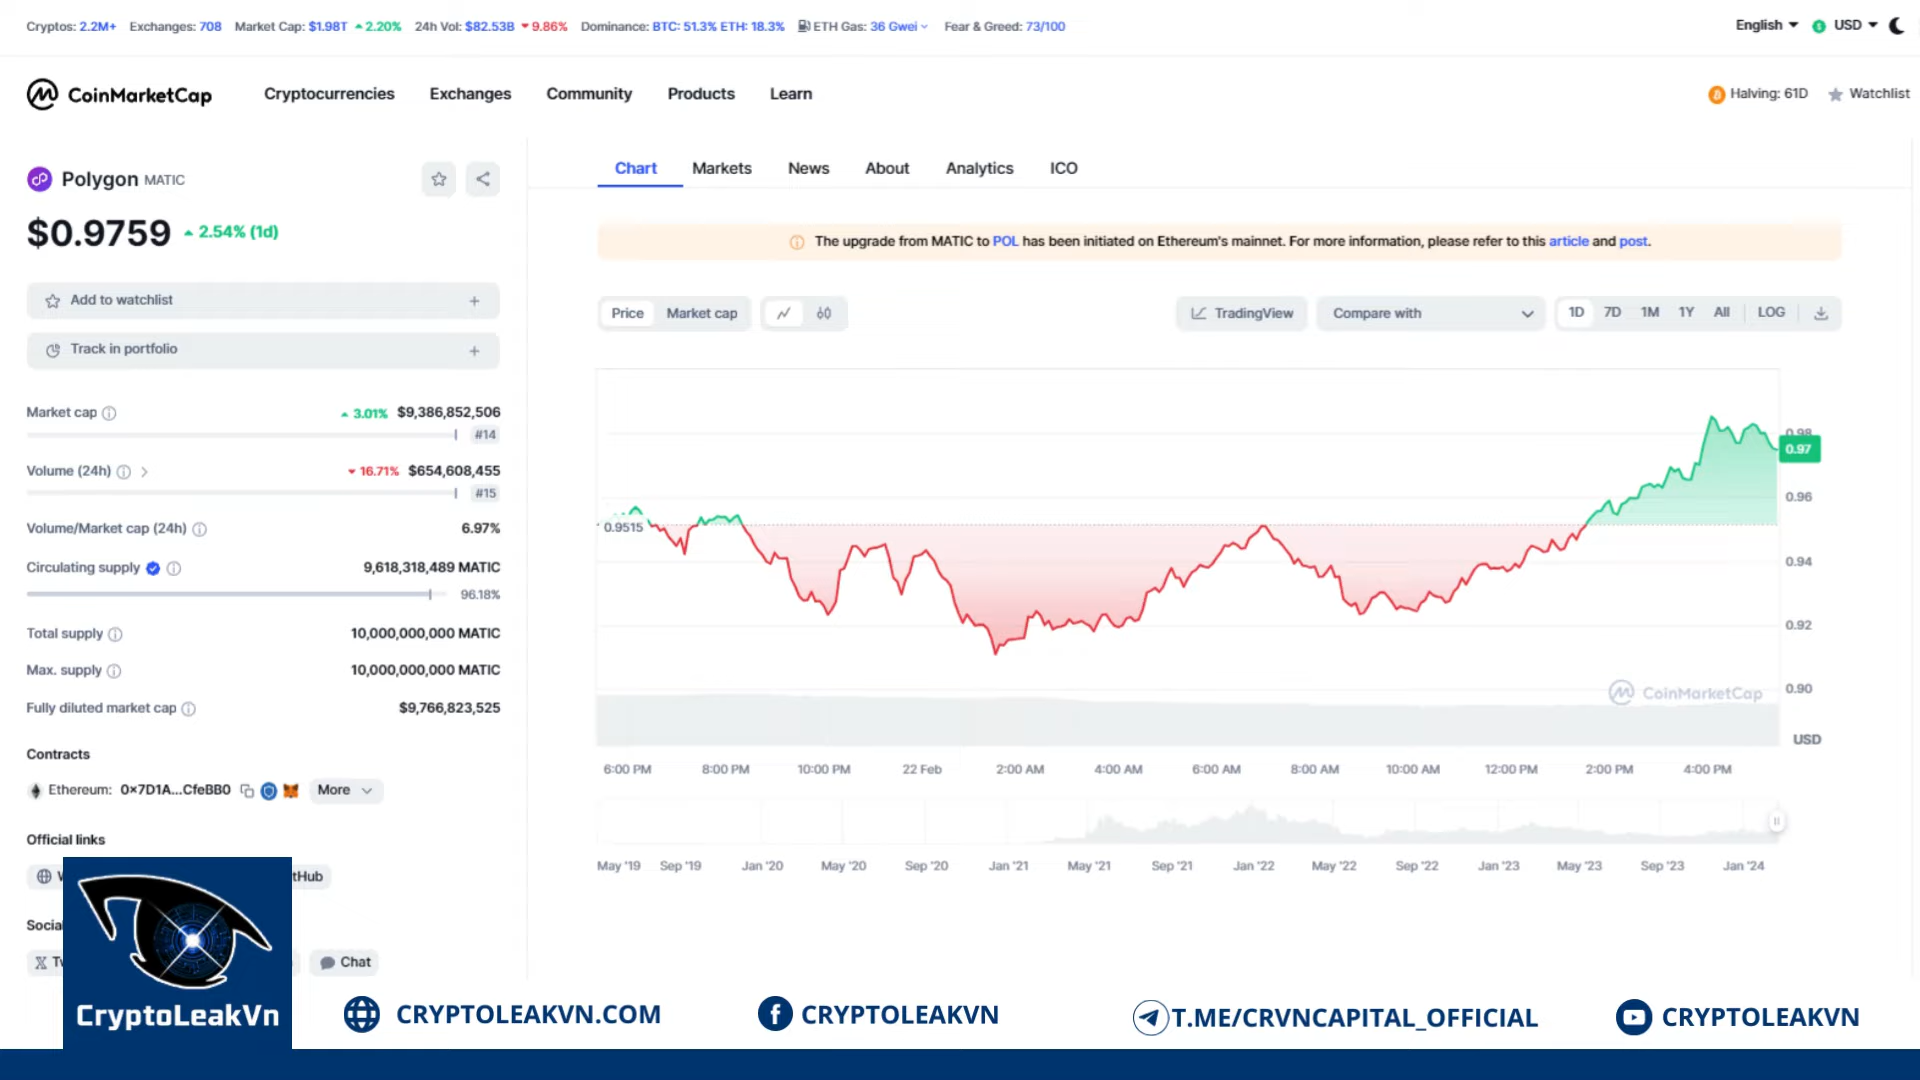 Cryptos: 2.2M+ Exchanges: 708 Market Cap: $1.98T 2.20% 24h Vol: $82.53B 9.86% Dominance: BTC: 51.3% ETH: 18.3% ETH Gas: 36 Gwei Fear & Greed: 73/100 English USD
CoinMarketCap Cryptocurrencies Exchanges Community Products Learn Halving: 61D Watchlist
Polygon MATIC
$0.9759 2.54% (1d)
Add to watchlist +
Track in portfolio +
Market cap 3.01% $9,386,852,506
#14
Volume (24h) 16.71% $654,608,455
#15
Volume/Market cap (24h) 6.97%
Circulating supply 9,618,318,489 MATIC
96.18%
Total supply 10,000,000,000 MATIC
Max. supply 10,000,000,000 MATIC
Fully diluted market cap $9,766,823,525
Contracts
Ethereum: 0x7D1A...CfeBB0 More
Official links
W tHub
Social
Tw Chat
Chart Markets News About Analytics ICO
The upgrade from MATIC to POL has been initiated on Ethereum's mainnet. For more information, please refer to this article and post.
Price Market cap TradingView Compare with 1D 7D 1M 1Y All LOG
0.98
0.97
0.96
0.9515
0.94
0.92
0.90
CoinMarketCap
USD
6:00 PM 8:00 PM 10:00 PM 22 Feb 2:00 AM 4:00 AM 6:00 AM 8:00 AM 10:00 AM 12:00 PM 2:00 PM 4:00 PM
May '19 Sep '19 Jan '20 May '20 Sep '20 Jan '21 May '21 Sep '21 Jan '22 May '22 Sep '22 Jan '23 May '23 Sep '23 Jan '24
CryptoLeakVn
CRYPTOLEAKVN.COM CRYPTOLEAKVN T.ME/CRVNCAPITAL_OFFICIAL CRYPTOLEAKVN